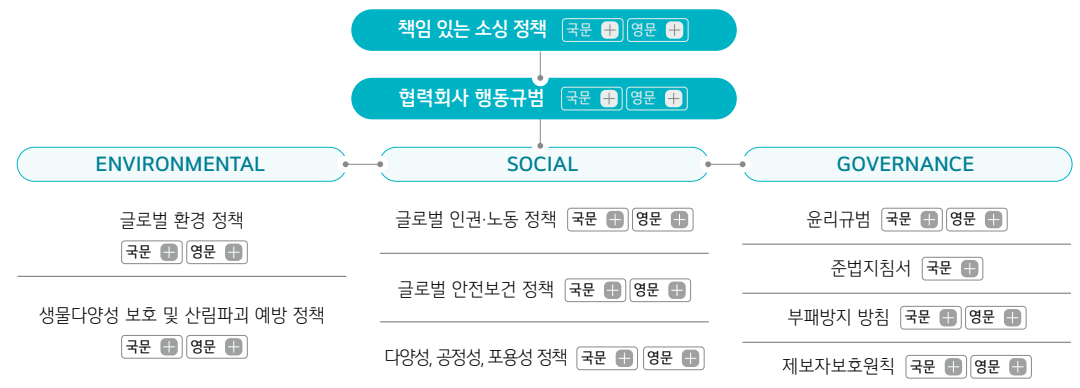 책임 있는 소싱 정책 국문 영문
협력회사 행동규범 국문 영문
ENVIRONMENTAL
글로벌 환경 정책
국문 영문
생물다양성 보호 및 산림파괴 예방 정책
국문 영문
SOCIAL
글로벌 인권·노동 정책 국문 영문
글로벌 안전보건 정책 국문 영문
다양성, 공정성, 포용성 정책 국문 영문
GOVERNANCE
윤리규범 국문 영문
준법지침서 국문
부패방지 방침 국문 영문
제보자보호원칙 국문 영문